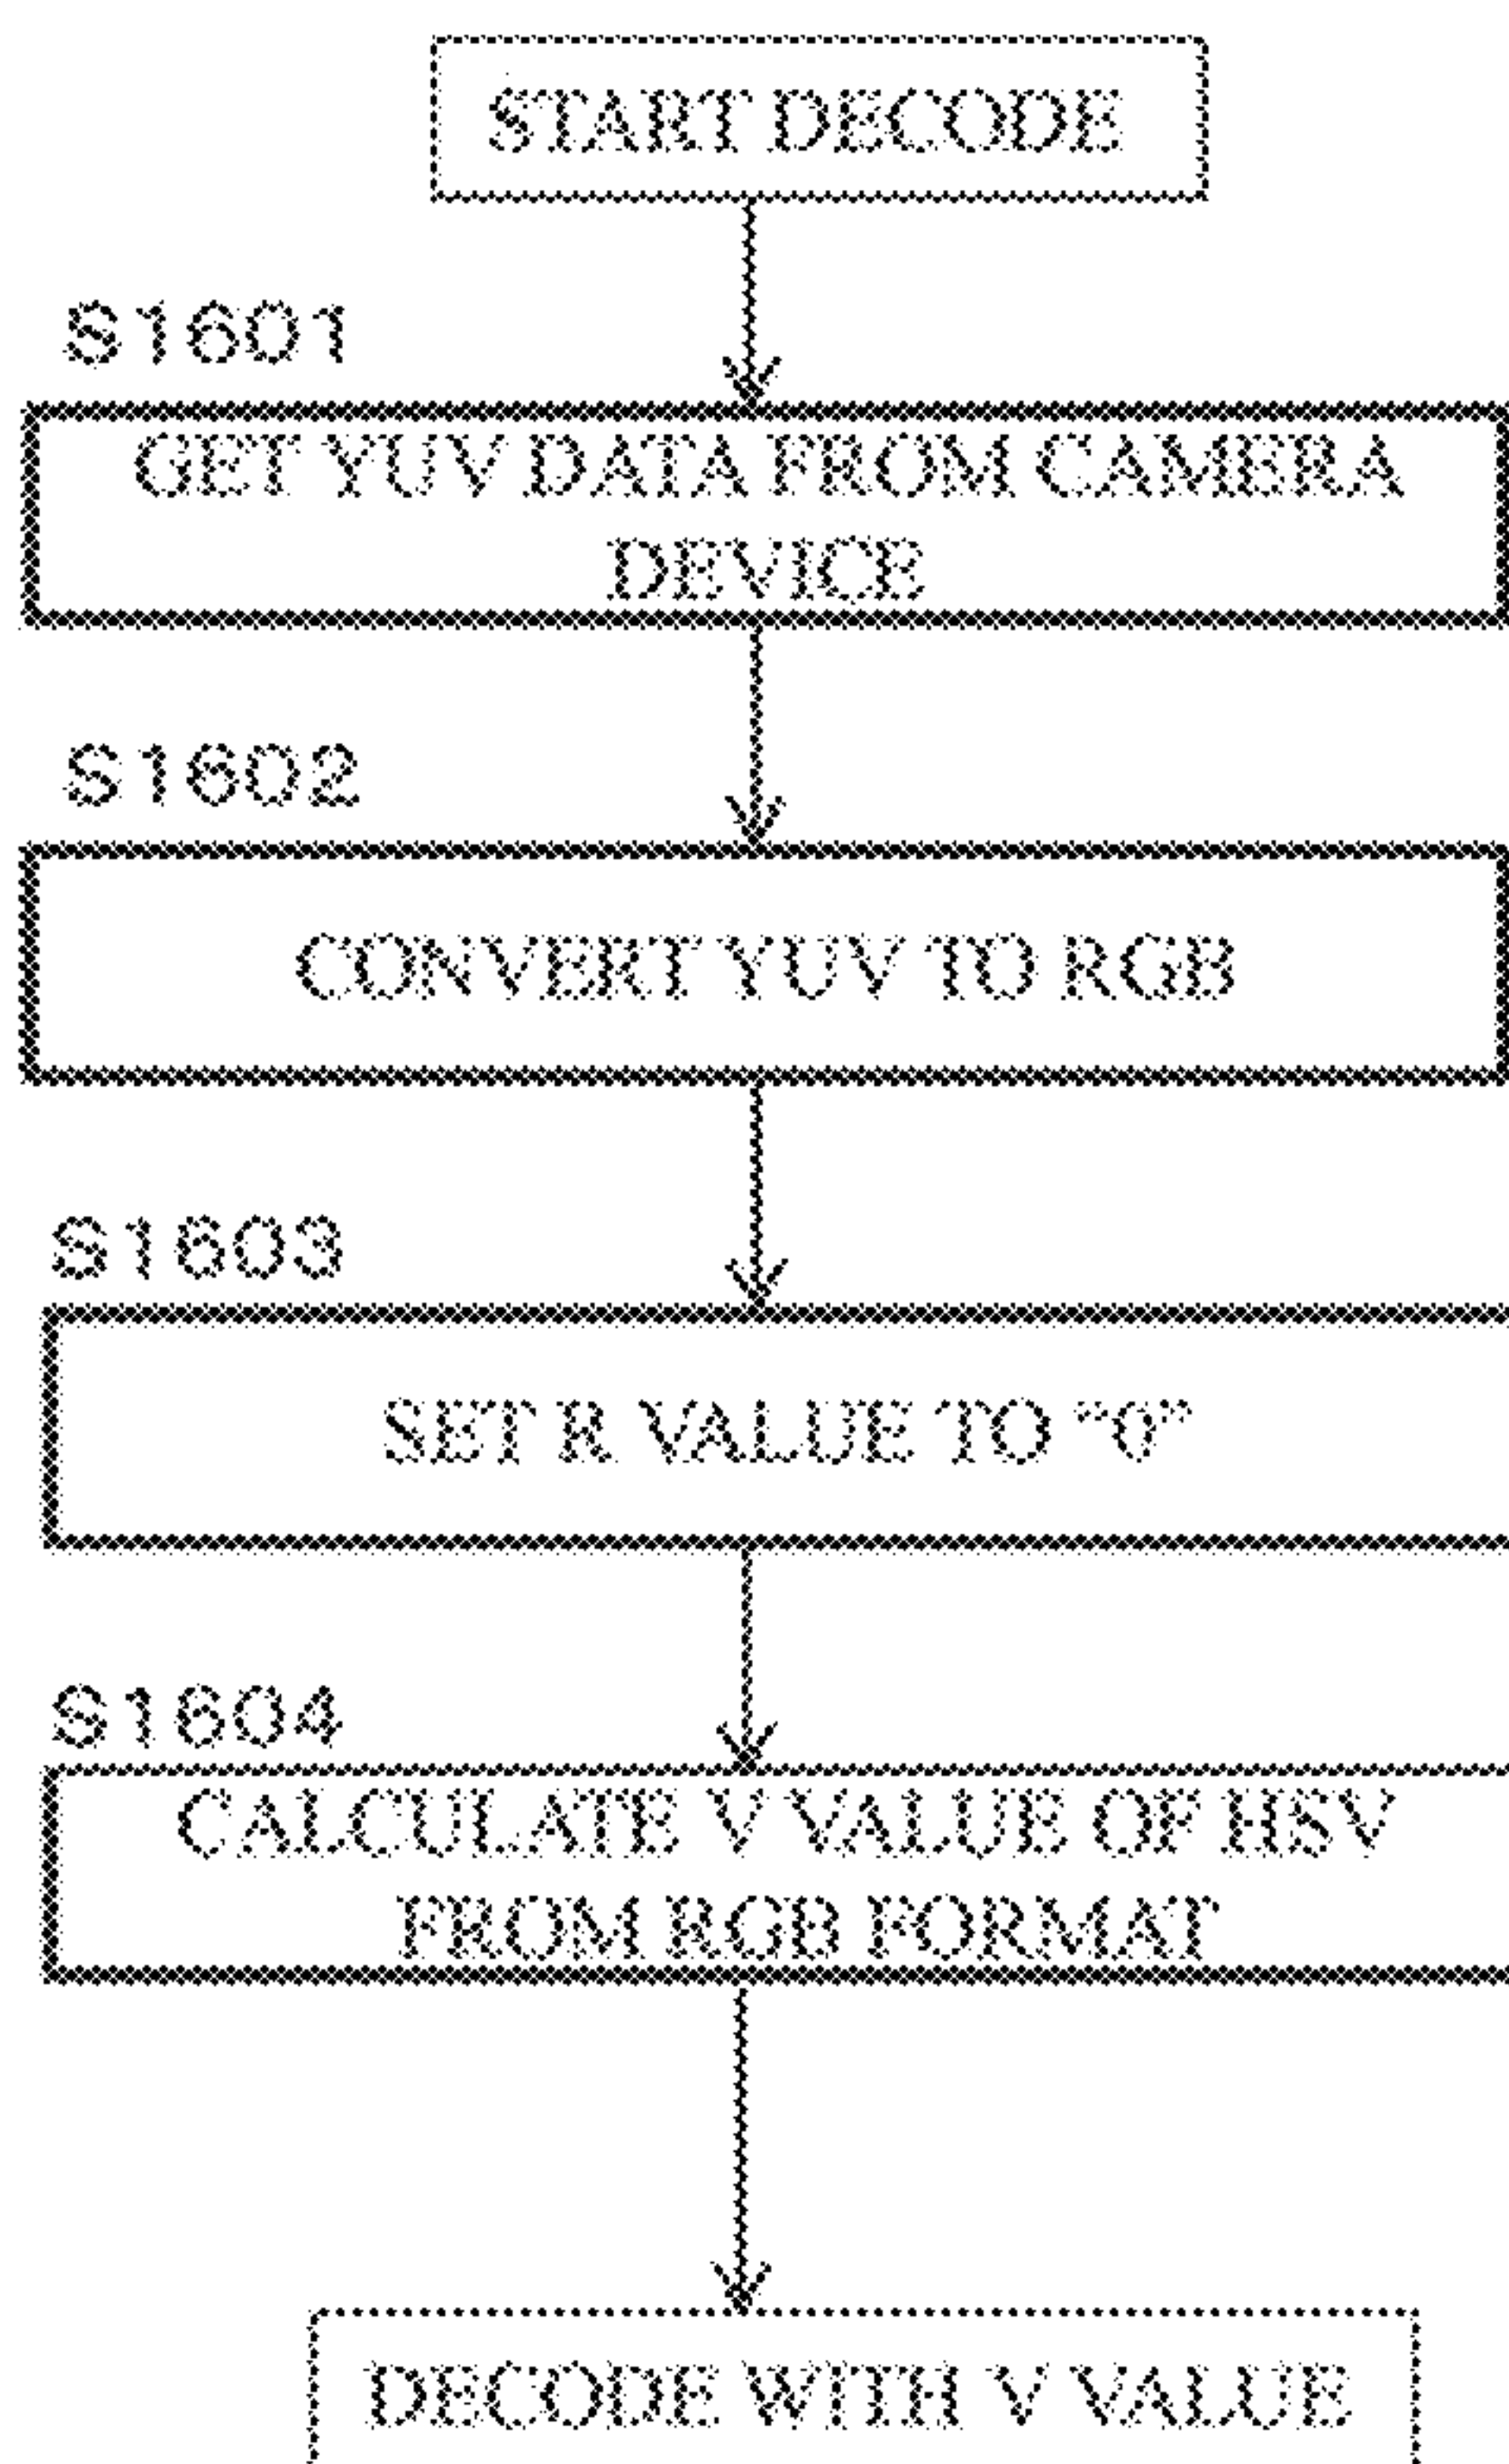 START DECODE
S1601
GET YUV DATA FROM CAMERA
DEVICE
S1602
CONVERT YUV TO RGB
S1603
SET R VALUE TO "0"
S1604
CALCULATE V VALUE OF HSV
FROM RGB FORMAT
DECODE WITH V VALUE